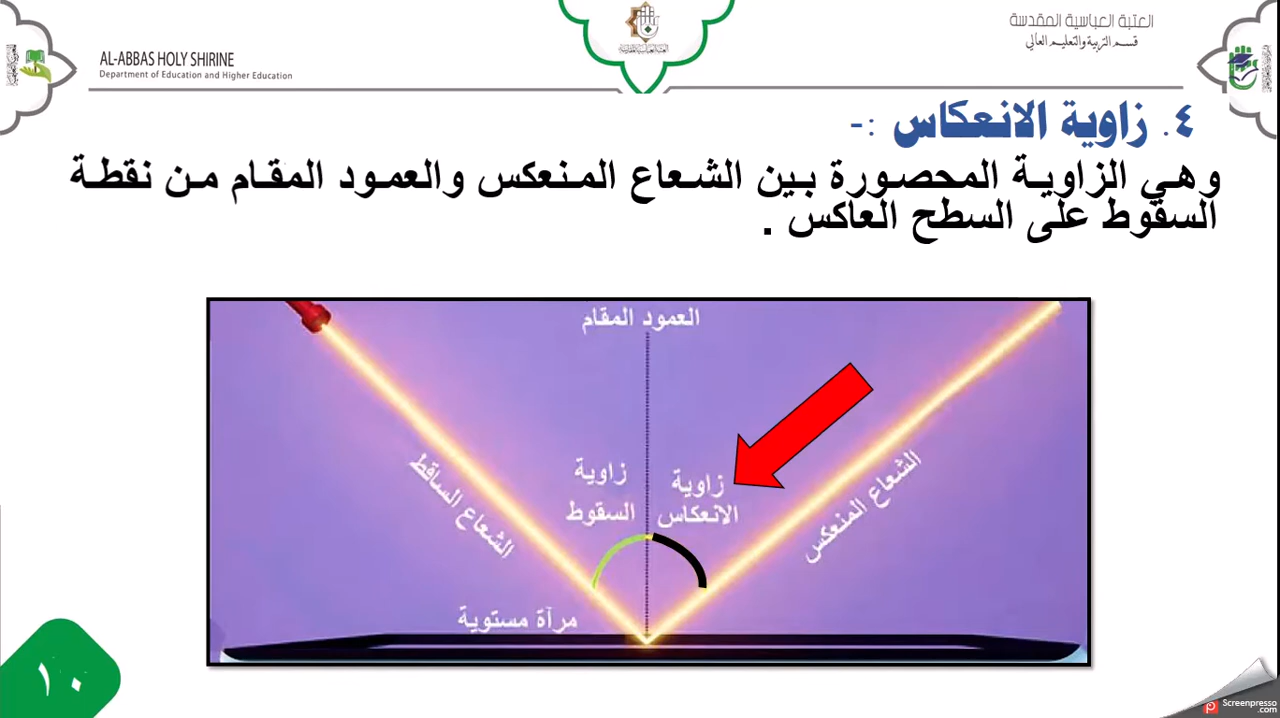 العتبة العباسية المقدسة
قسم التربية والتعليم العالي
AL-ABBAS HOLY SHIRINE
Department of Education and Higher Education
٤. زاوية الانعكاس :-
وهي الزاوية المحصورة بين الشعاع المنعكس والعمود المقام من نقطة
السقوط على السطح العاكس .
العمود المقام
زاوية
السقوط
زاوية
الانعكاس
الشعاع الساقط
الشعاع المنعكس
مرآة مستوية
١٠
Screenpresso
.com